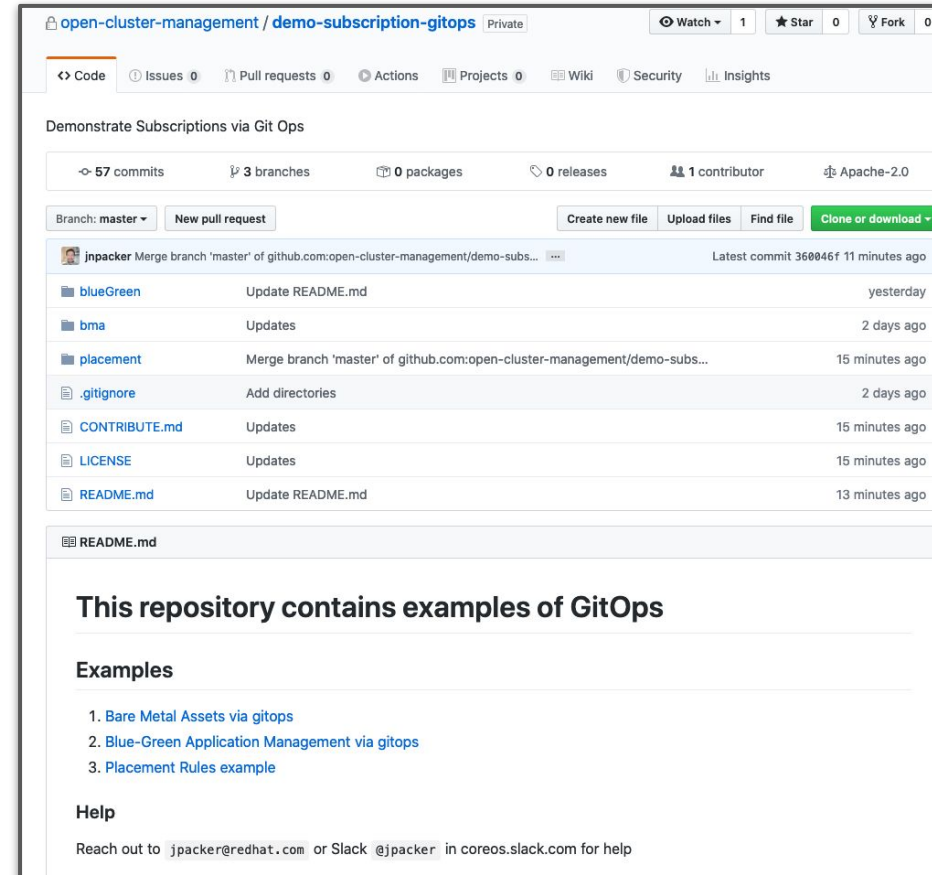 open-cluster-management / demo-subscription-gitops Private Watch 1 Star 0 Fork 0
Code Issues 0 Pull requests 0 Actions Projects 0 Wiki Security Insights
Demonstrate Subscriptions via Git Ops
57 commits 3 branches 0 packages 0 releases 1 contributor Apache-2.0
Branch: master New pull request Create new file Upload files Find file Clone or download
jnpacker Merge branch 'master' of github.com:open-cluster-management/demo-subs... ... Latest commit 360046f 11 minutes ago
blueGreen Update README.md yesterday
bma Updates 2 days ago
placement Merge branch 'master' of github.com:open-cluster-management/demo-subs... 15 minutes ago
.gitignore Add directories 2 days ago
CONTRIBUTE.md Updates 15 minutes ago
LICENSE Updates 15 minutes ago
README.md Update README.md 13 minutes ago
README.md
This repository contains examples of GitOps
Examples
1. Bare Metal Assets via gitops
2. Blue-Green Application Management via gitops
3. Placement Rules example
Help
Reach out to jpacker@redhat.com or Slack @jpacker in coreos.slack.com for help